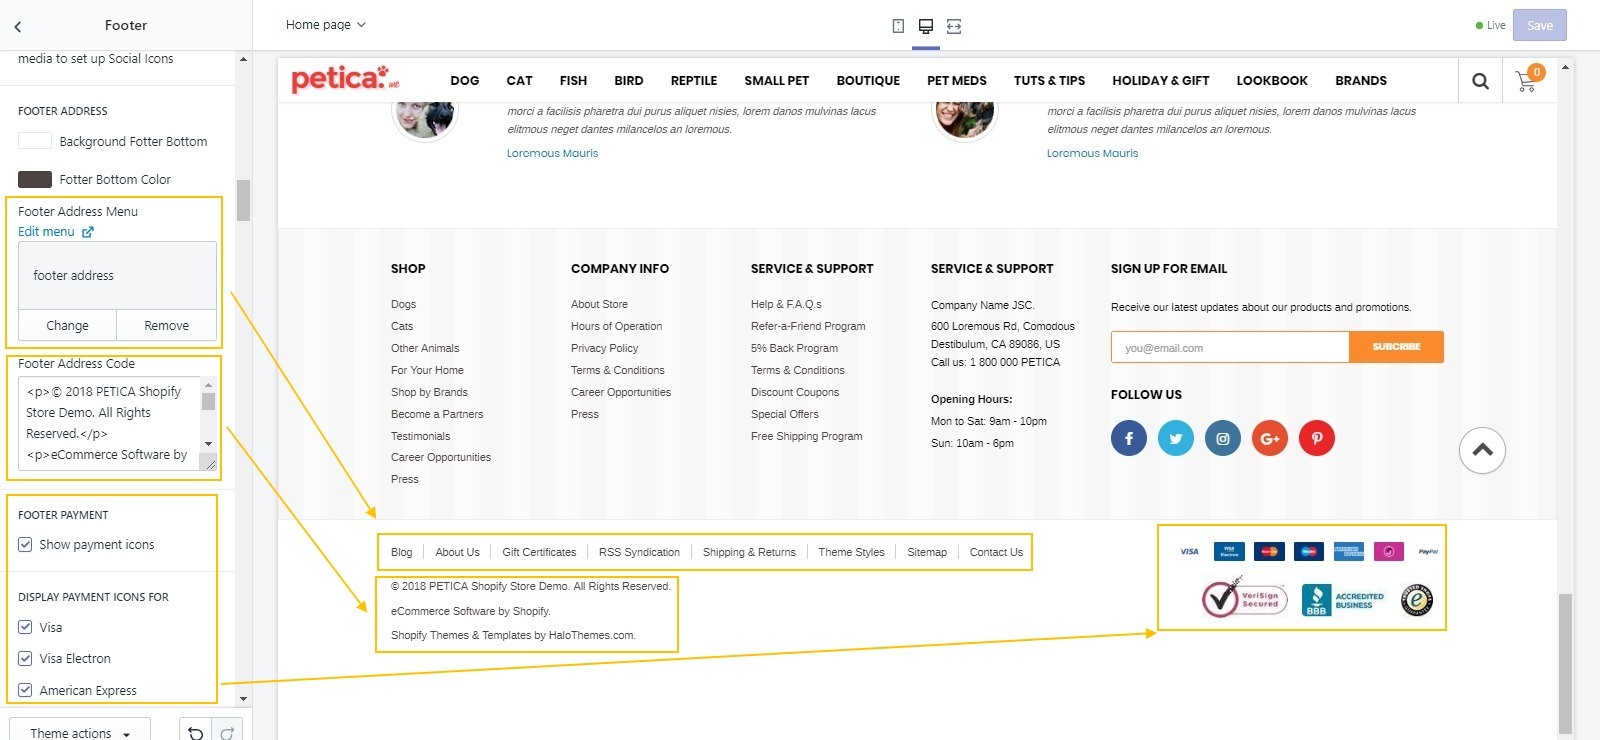 Footer
Home page
Live
Save
media to set up Social Icons
FOOTER ADDRESS
Background Fotter Bottom
Fotter Bottom Color
Footer Address Menu
Edit menu
footer address
Change
Remove
Footer Address Code
<p>© 2018 PETICA Shopify
Store Demo. All Rights
Reserved.</p>
<p>eCommerce Software by
FOOTER PAYMENT
Show payment icons
DISPLAY PAYMENT ICONS FOR
Visa
Visa Electron
American Express
Theme actions
petica.me
DOG CAT FISH BIRD REPTILE SMALL PET BOUTIQUE PET MEDS TUTS & TIPS HOLIDAY & GIFT LOOKBOOK BRANDS
0
morci a facilisis pharetra dui purus aliquet nisies, lorem danos mulvinas lacus
elitmous neget dantes milancelos an loremous.
Loremous Mauris
morci a facilisis pharetra dui purus aliquet nisies, lorem danos mulvinas lacus
elitmous neget dantes milancelos an loremous.
Loremous Mauris
SHOP
Dogs
Cats
Other Animals
For Your Home
Shop by Brands
Become a Partners
Testimonials
Career Opportunities
Press
COMPANY INFO
About Store
Hours of Operation
Privacy Policy
Terms & Conditions
Career Opportunities
Press
SERVICE & SUPPORT
Help & F.A.Q.s
Refer-a-Friend Program
5% Back Program
Terms & Conditions
Discount Coupons
Special Offers
Free Shipping Program
SERVICE & SUPPORT
Company Name JSC.
600 Loremous Rd, Comodous
Destibulum, CA 89086, US
Call us: 1 800 000 PETICA
Opening Hours:
Mon to Sat: 9am - 10pm
Sun: 10am - 6pm
SIGN UP FOR EMAIL
Receive our latest updates about our products and promotions.
you@email.com
SUBCRIBE
FOLLOW US
Blog About Us Gift Certificates RSS Syndication Shipping & Returns Theme Styles Sitemap Contact Us
© 2018 PETICA Shopify Store Demo. All Rights Reserved.
eCommerce Software by Shopify.
Shopify Themes & Templates by HaloThemes.com.
VISA VISA Electron PayPal
VeriSign
Secured
BBB
ACCREDITED
BUSINESS